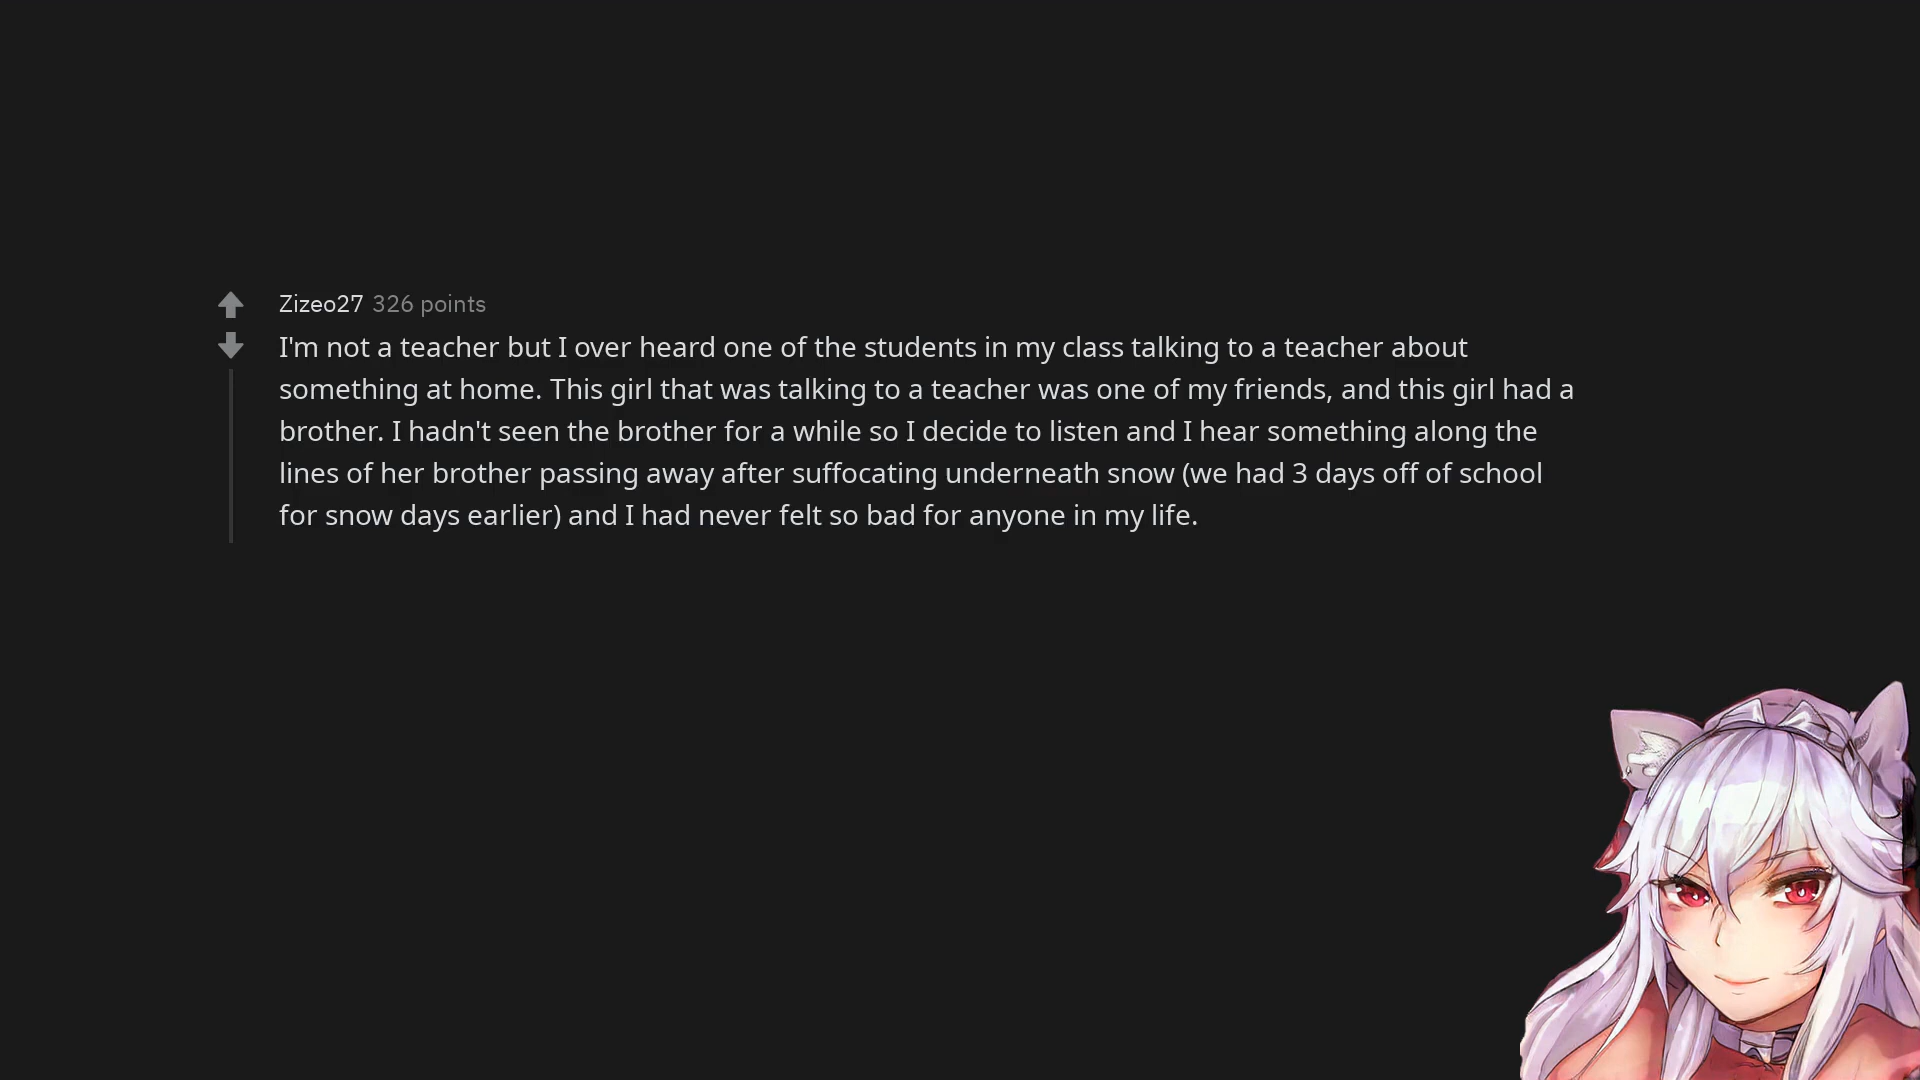 Zizeo27 326 points
I'm not a teacher but I over heard one of the students in my class talking to a teacher about
something at home. This girl that was talking to a teacher was one of my friends, and this girl had a
brother. I hadn't seen the brother for a while so I decide to listen and I hear something along the
lines of her brother passing away after suffocating underneath snow (we had 3 days off of school
for snow days earlier) and I had never felt so bad for anyone in my life.